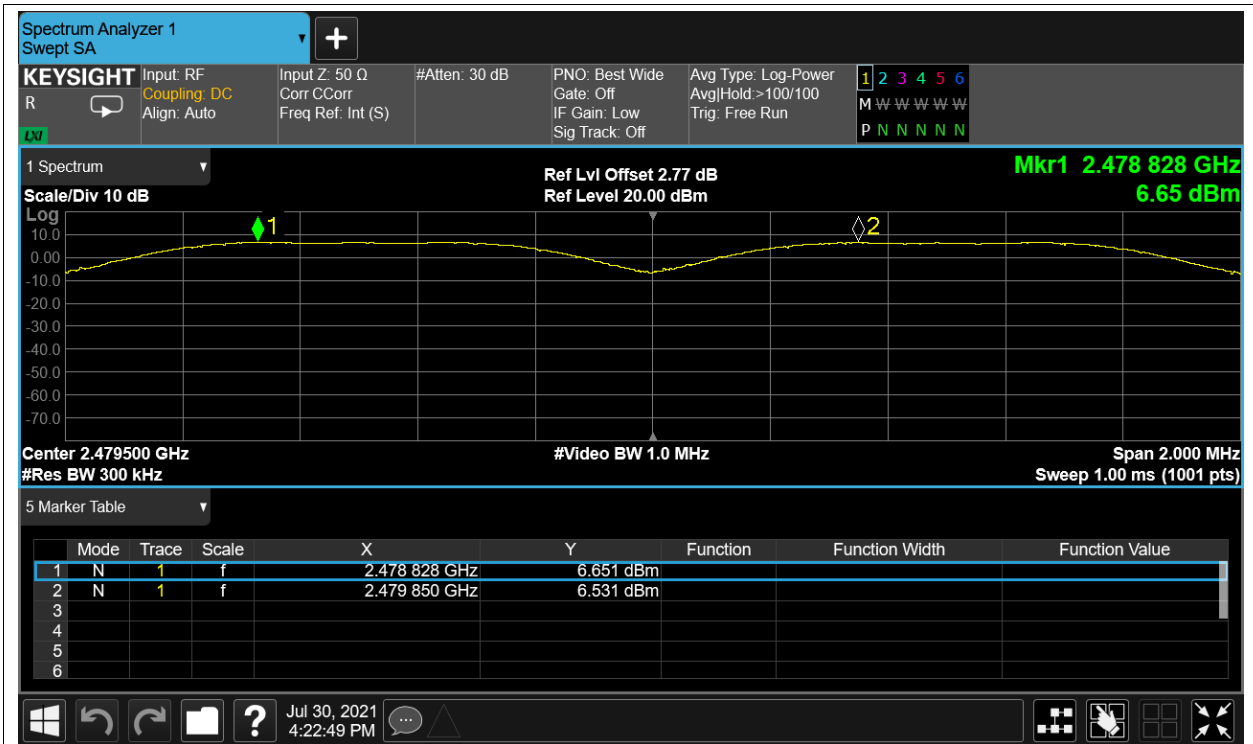 Spectrum Analyzer 1
Swept SA
KEYSIGHT
R
LXI
Input: RF
Coupling: DC
Align: Auto
Input Z: 50 Ω
Corr CCorr
Freq Ref: Int (S)
#Atten: 30 dB
PNO: Best Wide
Gate: Off
IF Gain: Low
Sig Track: Off
Avg Type: Log-Power
Avg|Hold:>100/100
Trig: Free Run
1 2 3 4 5 6
M W W W W W
P N N N N N
1 Spectrum
Scale/Div 10 dB
Ref Lvl Offset 2.77 dB
Ref Level 20.00 dBm
Mkr1 2.478 828 GHz
6.65 dBm
Log
10.0
0.00
-10.0
-20.0
-30.0
-40.0
-50.0
-60.0
-70.0
1
2
Center 2.479500 GHz
#Video BW 1.0 MHz
Span 2.000 MHz
#Res BW 300 kHz
Sweep 1.00 ms (1001 pts)
5 Marker Table
Mode Trace Scale X Y Function Function Width Function Value
1 N 1 f 2.478 828 GHz 6.651 dBm
2 N 1 f 2.479 850 GHz 6.531 dBm
3
4
5
6
?
Jul 30, 2021
4:22:49 PM